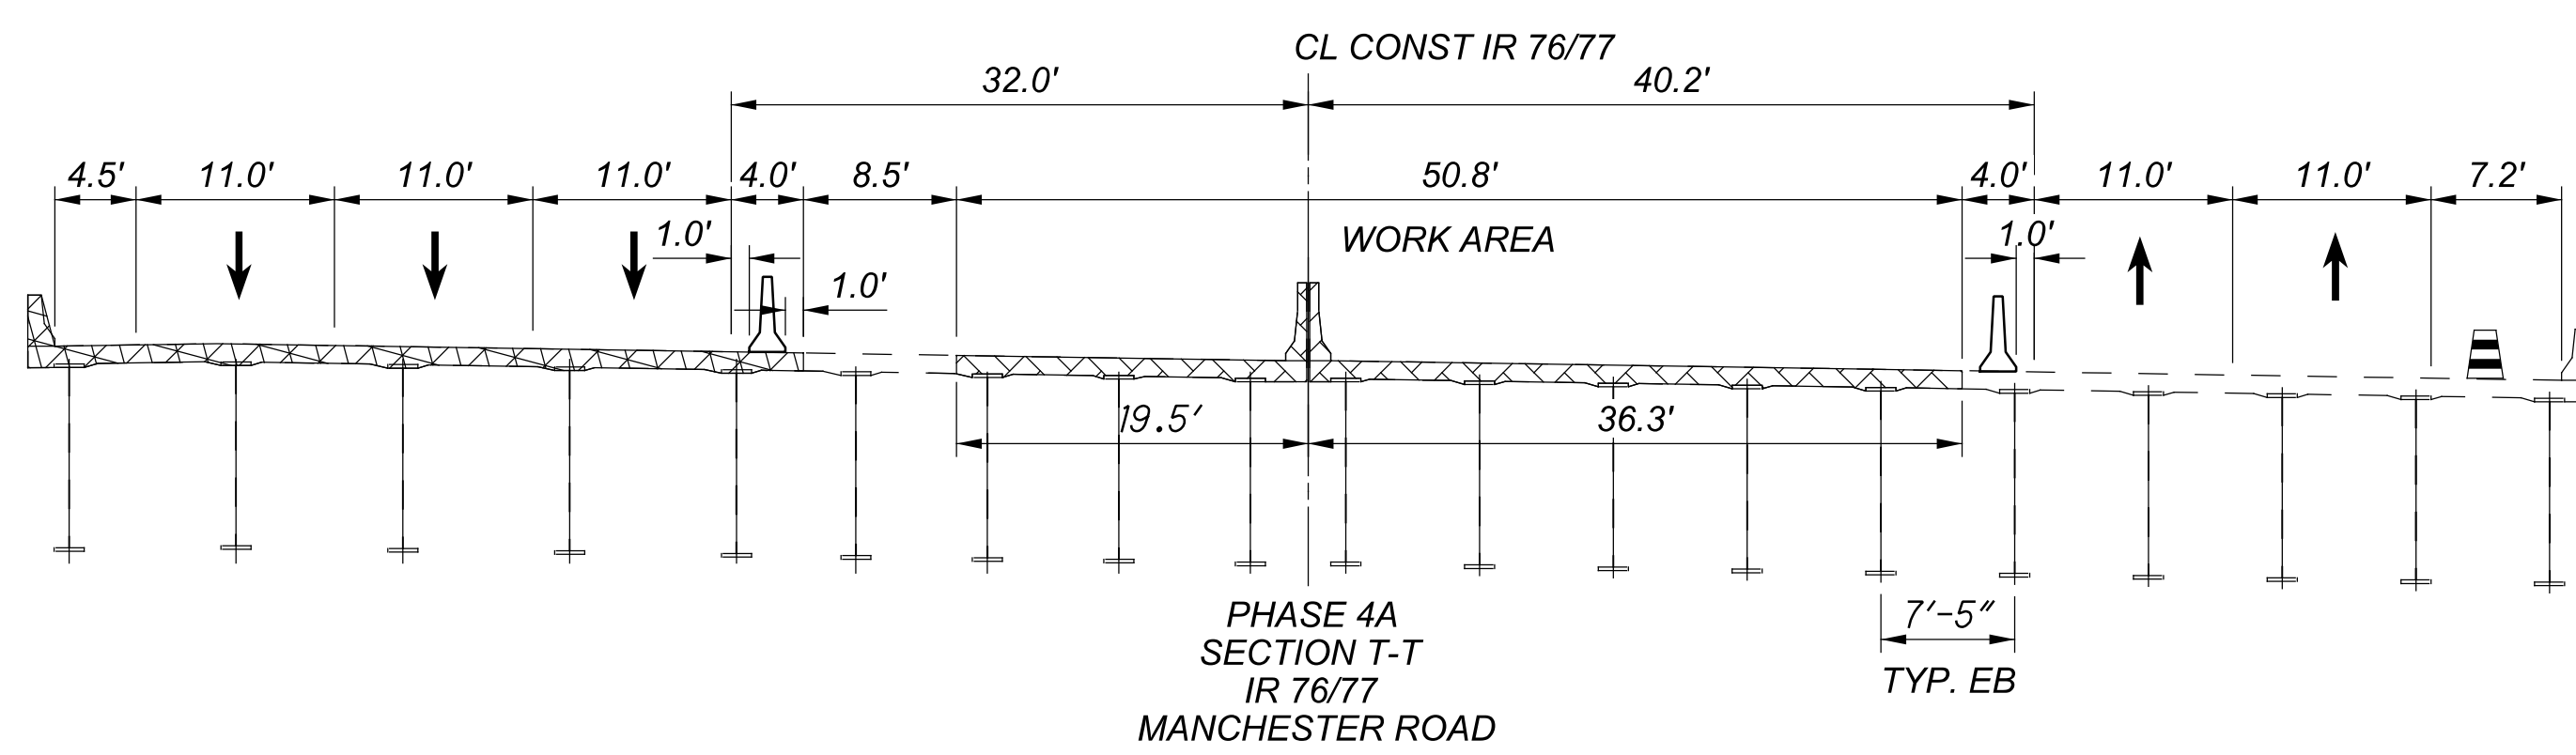 CL CONST IR 76/77
32.0' 40.2'
4.5' 11.0' 11.0' 11.0' 4.0' 8.5' 50.8' 4.0' 11.0' 11.0' 7.2'
1.0' WORK AREA 1.0'
1.0'
19.5' 36.3'
7'-5"
TYP. EB
PHASE 4A
SECTION T-T
IR 76/77
MANCHESTER ROAD